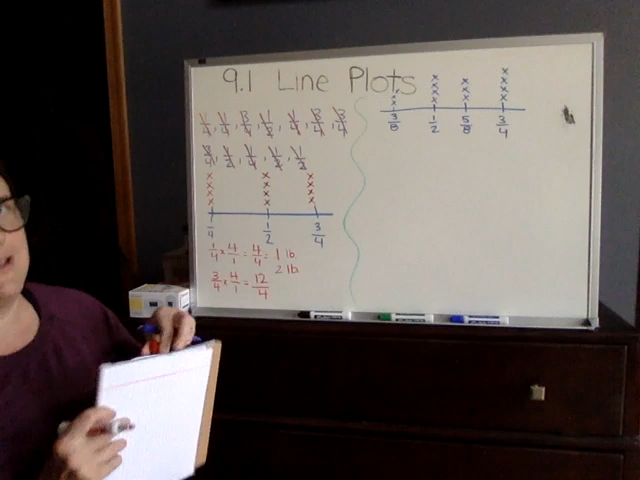 9.1 Line Plots
1/4, 1/4, 3/4, 1/2, 1/4, 3/4, 3/4
3/4, 1/2, 1/4, 1/2, 1/2
x x x
x x x
x x x
x x x
1/4 1/2 3/4
1/4 x 4/1 = 4/4 = 1 lb
2 lb
3/4 x 4/1 = 12/4
3/8 1/2 5/8 3/4